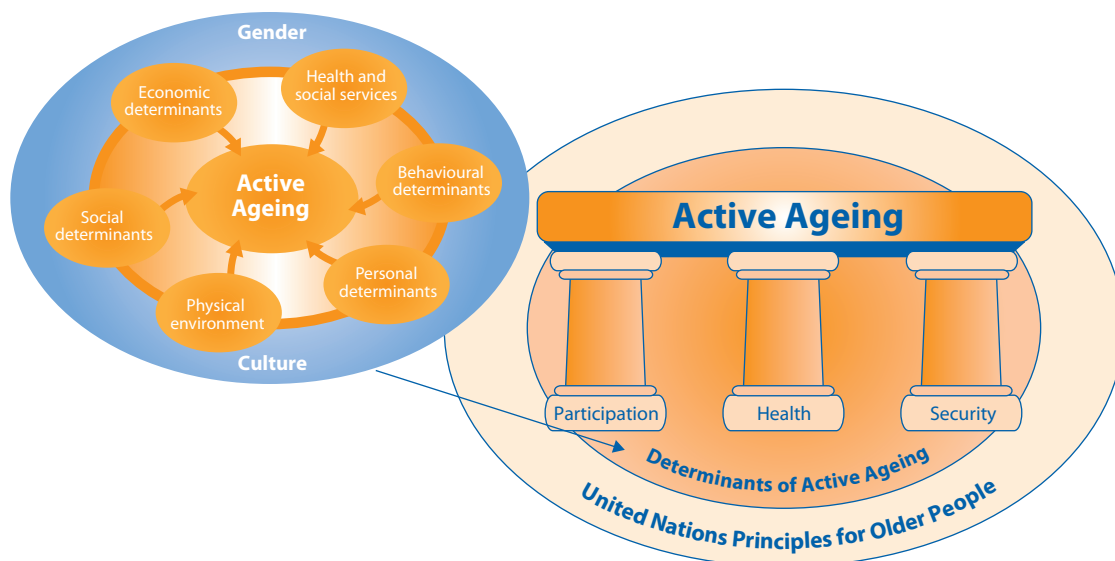 Gender
Economic
determinants
Health and
social services
Active
Ageing
Behavioural
determinants
Social
determinants
Personal
determinants
Physical
environment
Culture
Active Ageing
Participation
Health
Security
Determinants of Active Ageing
United Nations Principles for Older People